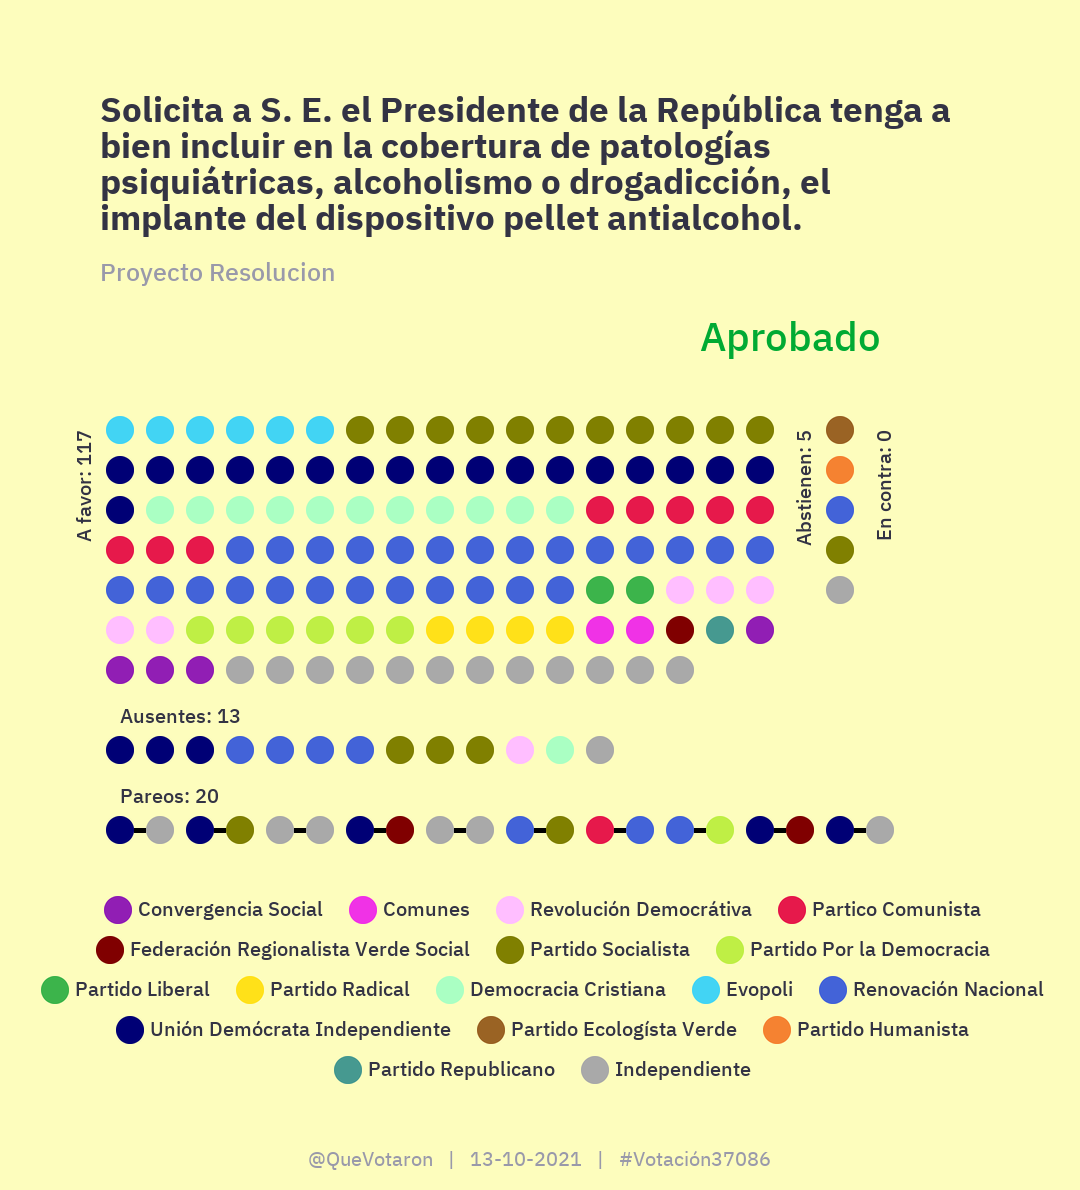 Solicita a S. E. el Presidente de la República tenga a
bien incluir en la cobertura de patologías
psiquiátricas, alcoholismo o drogadicción, el
implante del dispositivo pellet antialcohol.
Proyecto Resolucion
Aprobado
A favor: 117
Abstienen: 5
En contra: 0
Ausentes: 13
Pareos: 20
Convergencia Social Comunes Revolución Democrátiva Partico Comunista
Federación Regionalista Verde Social Partido Socialista Partido Por la Democracia
Partido Liberal Partido Radical Democracia Cristiana Evopoli Renovación Nacional
Unión Demócrata Independiente Partido Ecologísta Verde Partido Humanista
Partido Republicano Independiente
@QueVotaron | 13-10-2021 | #Votación37086